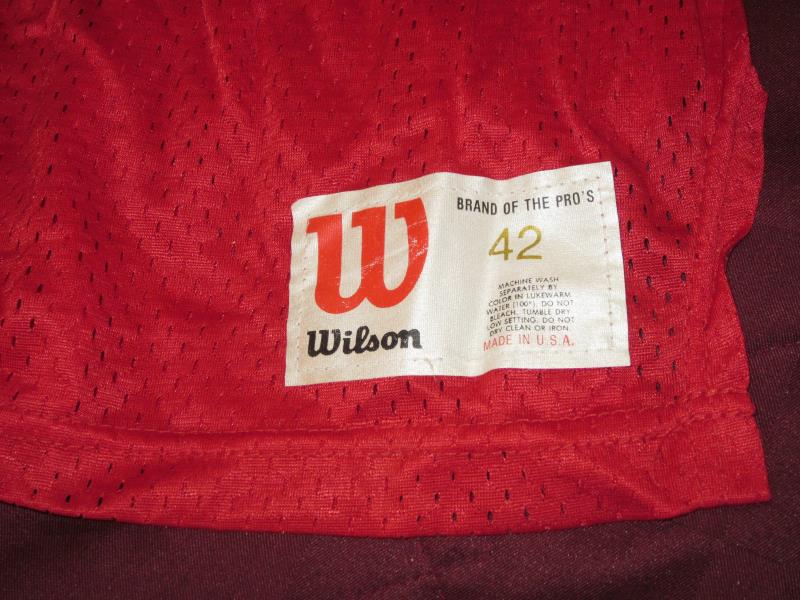 W
Wilson
BRAND OF THE PRO'S
42
MACHINE WASH
SEPARATELY BY
COLOR IN LUKEWARM
WATER (100°). DO NOT
BLEACH. TUMBLE DRY
LOW SETTING. DO NOT
DRY CLEAN OR IRON.
MADE IN U.S.A.